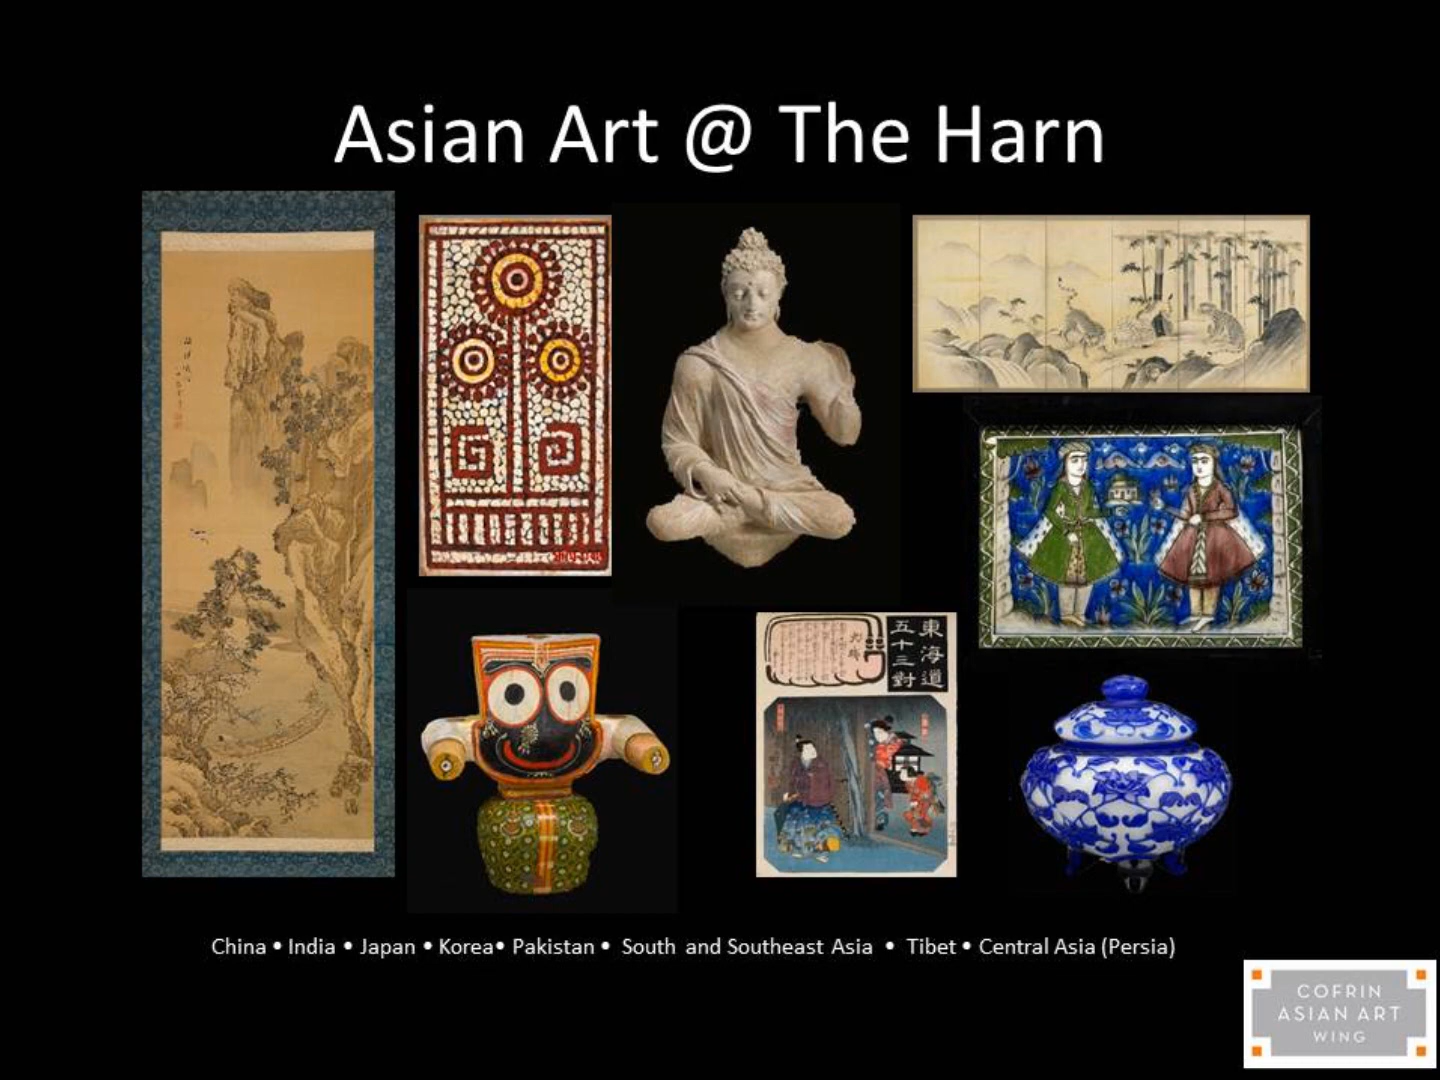 Asian Art @ The Harn
東海道
五十三對
China • India • Japan • Korea• Pakistan • South and Southeast Asia • Tibet • Central Asia (Persia)
COFRIN
ASIAN ART
WING